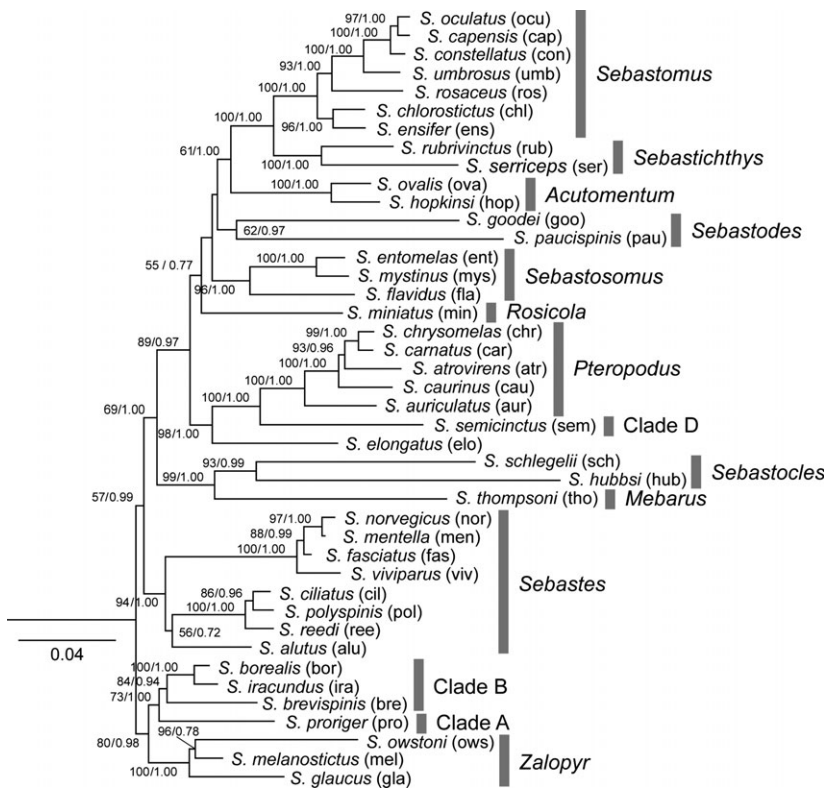 97/1.00
S. oculatus (ocu)
S. capensis (cap)
100/1.00
S. constellatus (con)
100/1.00
S. umbrosus (umb)
Sebastomus
93/1.00
S. rosaceus (ros)
100/1.00
S. chlorostictus (chl)
96/1.00
S. ensifer (ens)
61/1.00
S. rubrivinctus (rub)
100/1.00
S. serriceps (ser)
Sebastichthys
100/1.00
S. ovalis (ova)
S. hopkinsi (hop)
Acutomentum
S. goodei (goo)
62/0.97
S. paucispinis (pau)
Sebastodes
55 / 0.77
100/1.00
S. entomelas (ent)
S. mystinus (mys)
Sebastosomus
96/1.00
S. flavidus (fla)
S. miniatus (min)
Rosicola
99/1.00
S. chrysomelas (chr)
89/0.97
93/0.96
S. carnatus (car)
100/1.00
S. atrovirens (atr)
Pteropodus
100/1.00
S. caurinus (cau)
100/1.00
S. auriculatus (aur)
69/1.00
S. semicinctus (sem)
Clade D
98/1.00
S. elongatus (elo)
93/0.99
S. schlegelii (sch)
99/1.00
S. hubbsi (hub)
Sebastocles
57/0.99
S. thompsoni (tho)
Mebarus
97/1.00
S. norvegicus (nor)
88/0.99
S. mentella (men)
100/1.00
S. fasciatus (fas)
S. viviparus (viv)
Sebastes
86/0.96
S. ciliatus (cil)
94/1.00
100/1.00
S. polyspinis (pol)
56/0.72
S. reedi (ree)
S. alutus (alu)
0.04
100/1.00
S. borealis (bor)
84/0.94
S. iracundus (ira)
Clade B
73/1.00
S. brevispinis (bre)
S. proriger (pro)
Clade A
96/0.78
80/0.98
S. owstoni (ows)
S. melanostictus (mel)
Zalopyr
100/1.00
S. glaucus (gla)